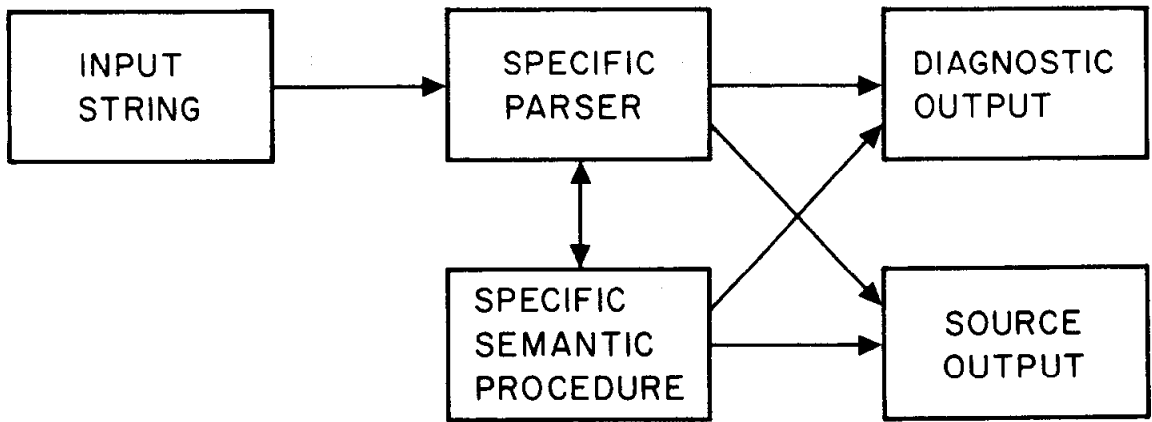 INPUT
STRING
SPECIFIC
PARSER
DIAGNOSTIC
OUTPUT
SPECIFIC
SEMANTIC
PROCEDURE
SOURCE
OUTPUT